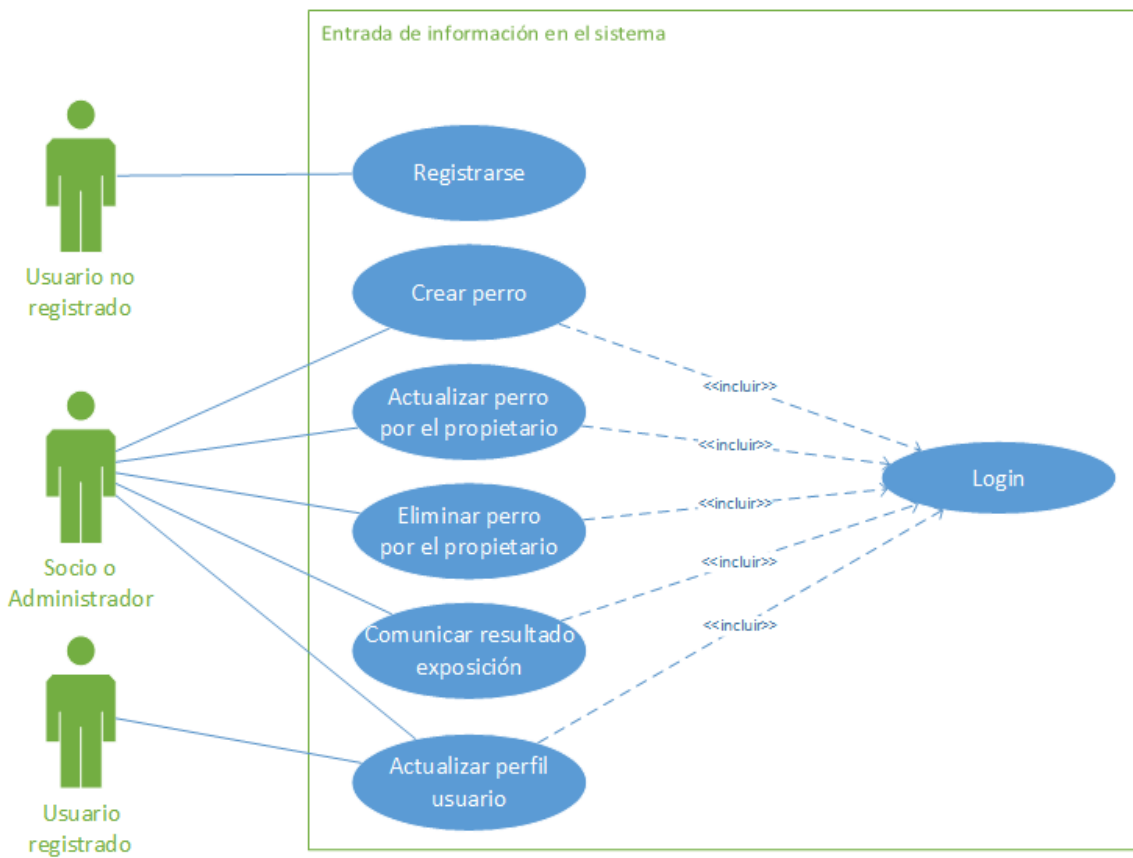 Entrada de información en el sistema
Registrarse
Usuario no
registrado
Crear perro
<<incluir>>
Actualizar perro
por el propietario
<<incluir>>
Login
Eliminar perro
por el propietario
<<incluir>>
Socio o
Administrador
<<incluir>>
Comunicar resultado
exposición
<<incluir>>
Actualizar perfil
usuario
Usuario
registrado